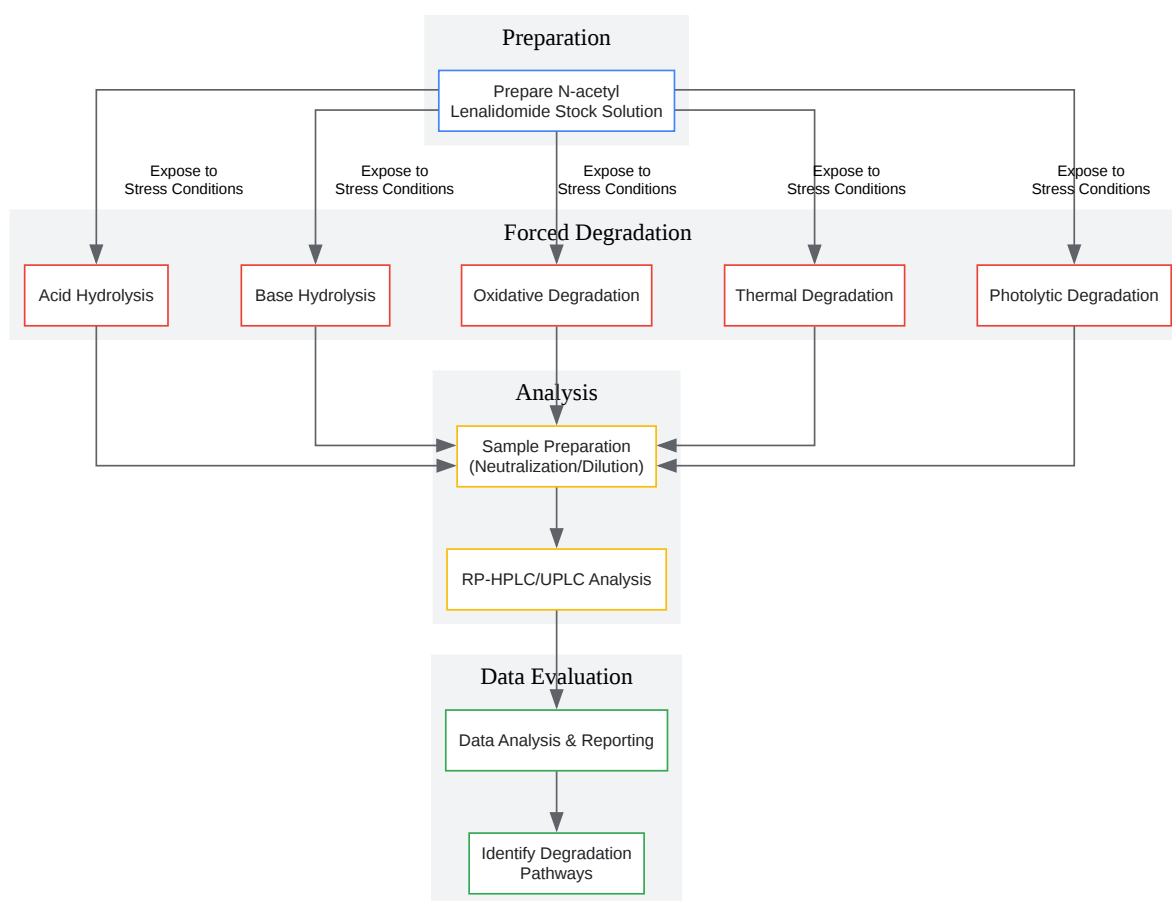 Preparation
Prepare N-acetyl
Lenalidomide Stock Solution
Expose to
Stress Conditions
Expose to
Stress Conditions
Expose to
Stress Conditions
Expose to
Stress Conditions
Expose to
Stress Conditions
Forced Degradation
Acid Hydrolysis
Base Hydrolysis
Oxidative Degradation
Thermal Degradation
Photolytic Degradation
Analysis
Sample Preparation
(Neutralization/Dilution)
RP-HPLC/UPLC Analysis
Data Evaluation
Data Analysis & Reporting
Identify Degradation
Pathways